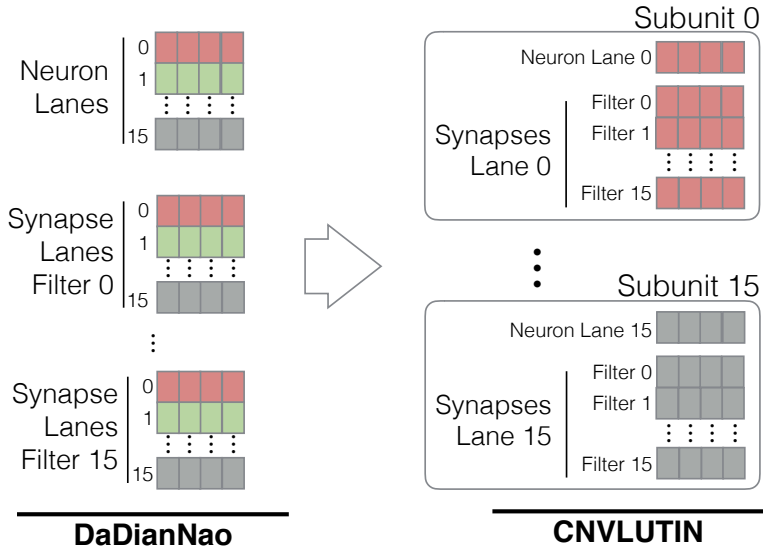 Neuron
Lanes
0
1
15
Synapse
Lanes
Filter 0
0
1
15
Synapse
Lanes
Filter 15
0
1
15
DaDianNao
Subunit 0
Neuron Lane 0
Synapses
Lane 0
Filter 0
Filter 1
Filter 15
Subunit 15
Neuron Lane 15
Synapses
Lane 15
Filter 0
Filter 1
Filter 15
CNVLUTIN